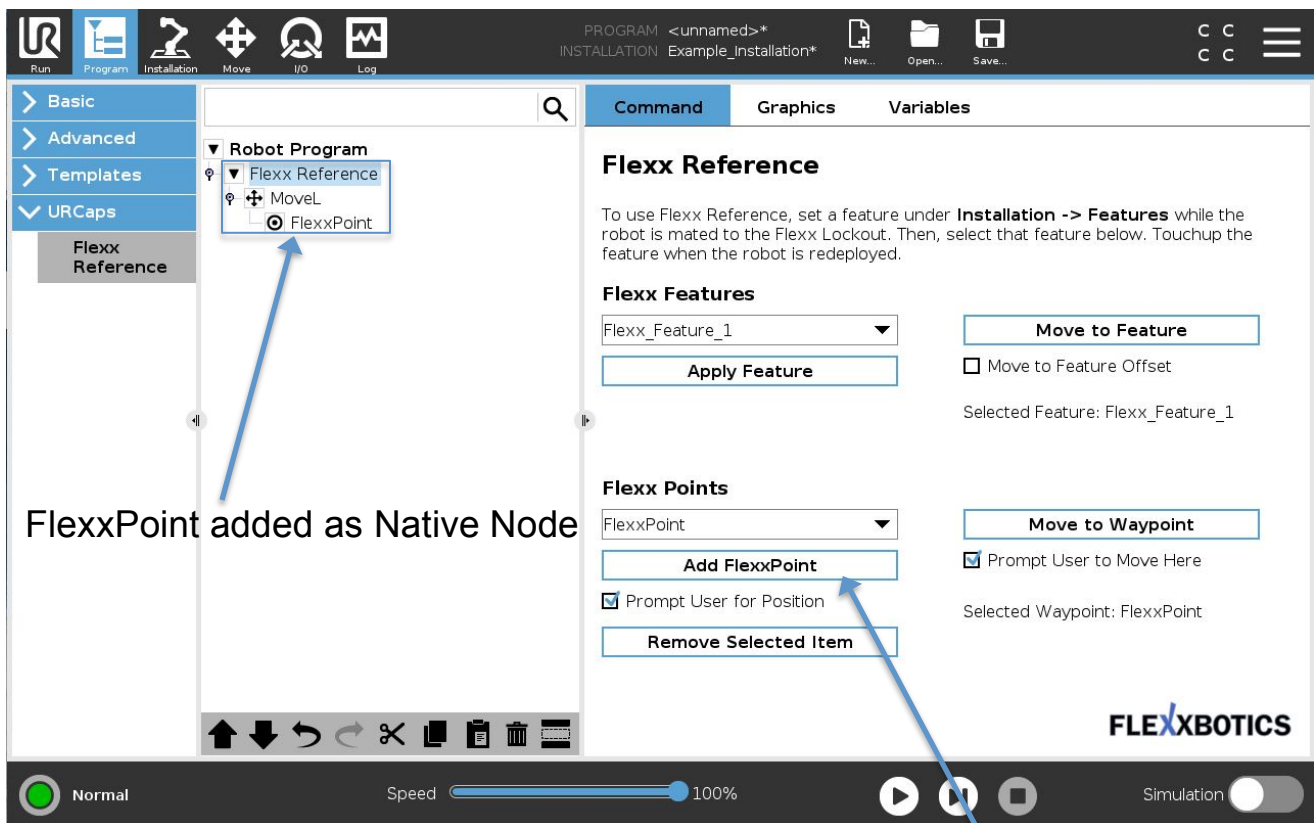 PROGRAM <unnamed>*
INSTALLATION Example_Installation*
Run Program Installation Move I/O Log
New... Open... Save...
C C
C C
Basic
Advanced
Templates
URCaps
Flexx
Reference
Robot Program
Flexx Reference
MoveL
FlexxPoint
FlexxPoint added as Native Node
Command Graphics Variables
Flexx Reference
To use Flexx Reference, set a feature under Installation -> Features while the
robot is mated to the Flexx Lockout. Then, select that feature below. Touchup the
feature when the robot is redeployed.
Flexx Features
Flexx_Feature_1
Move to Feature
Apply Feature
Move to Feature Offset
Selected Feature: Flexx_Feature_1
Flexx Points
FlexxPoint
Move to Waypoint
Add FlexxPoint
Prompt User to Move Here
Prompt User for Position
Selected Waypoint: FlexxPoint
Remove Selected Item
FLEXXBOTICS
Normal
Speed
100%
Simulation